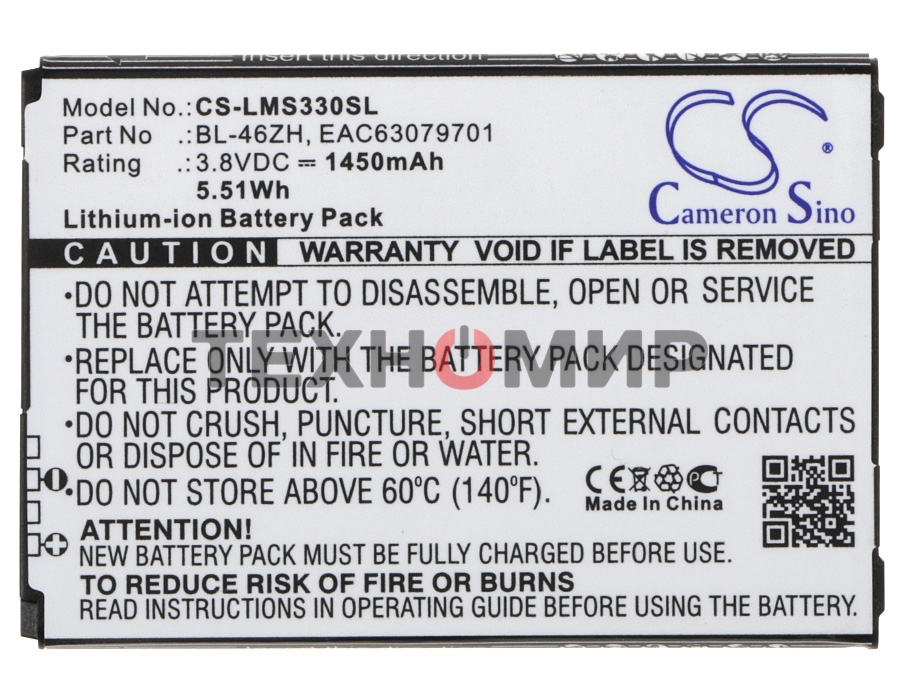 Insert this direction
Model No.: CS-LMS330SL
Part No :BL-46ZH, EAC63079701
Rating :3.8VDC ⎓ 1450mAh
5.51Wh
Lithium-ion Battery Pack
CS
®
Cameron Sino
CAUTION WARRANTY VOID IF LABEL IS REMOVED
•DO NOT ATTEMPT TO DISASSEMBLE, OPEN OR SERVICE
THE BATTERY PACK.
•REPLACE ONLY WITH THE BATTERY PACK DESIGNATED
FOR THIS PRODUCT.
ТЕХНОМИР
•DO NOT CRUSH, PUNCTURE, SHORT EXTERNAL CONTACTS
OR DISPOSE OF IN FIRE OR WATER.
•DO NOT STORE ABOVE 60°C (140°F).
CE
Made In China
ATTENTION!
NEW BATTERY PACK MUST BE FULLY CHARGED BEFORE USE.
TO REDUCE RISK OF FIRE OR BURNS
READ INSTRUCTIONS IN OPERATING GUIDE BEFORE INITIAL USE